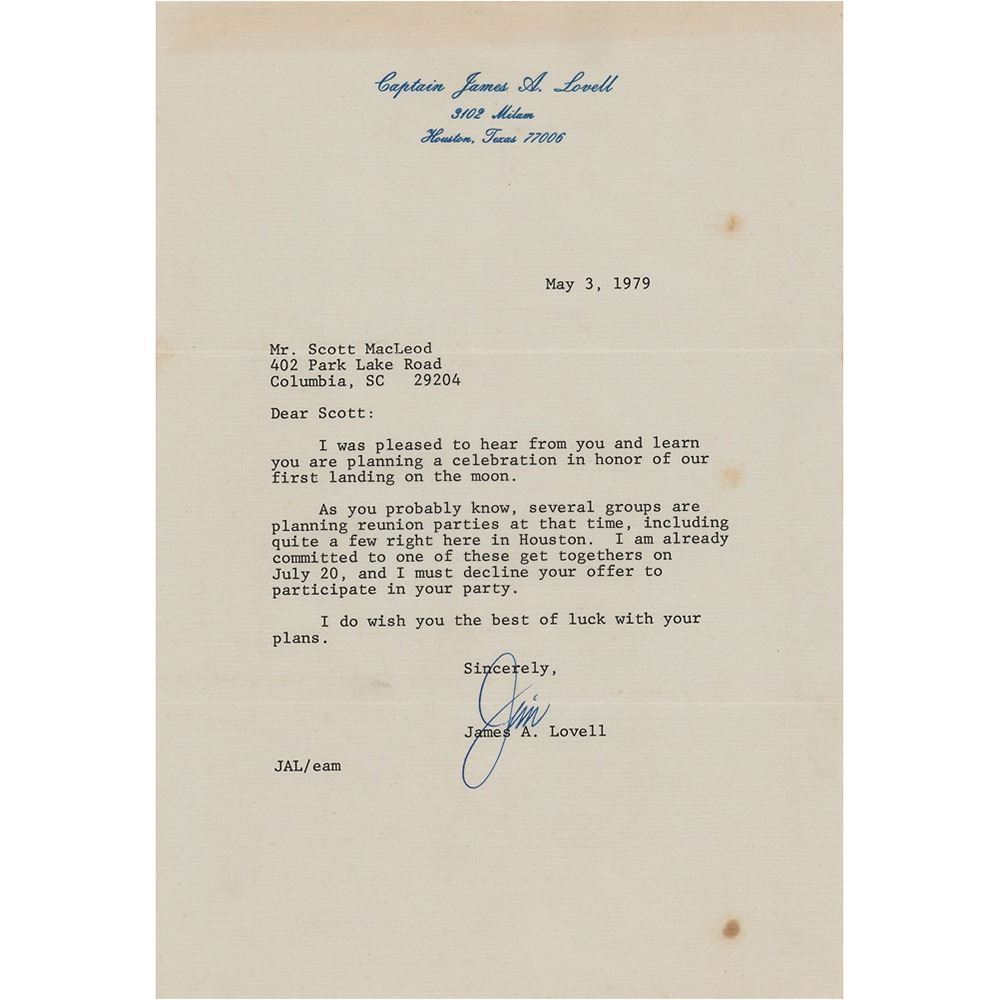 Captain James A. Lovell
3102 Milam
Houston, Texas 77006
May 3, 1979
Mr. Scott MacLeod
402 Park Lake Road
Columbia, SC 29204
Dear Scott:
I was pleased to hear from you and learn
you are planning a celebration in honor of our
first landing on the moon.
As you probably know, several groups are
planning reunion parties at that time, including
quite a few right here in Houston. I am already
committed to one of these get togethers on
July 20, and I must decline your offer to
participate in your party.
I do wish you the best of luck with your
plans.
Sincerely,
Jim
James A. Lovell
JAL/eam